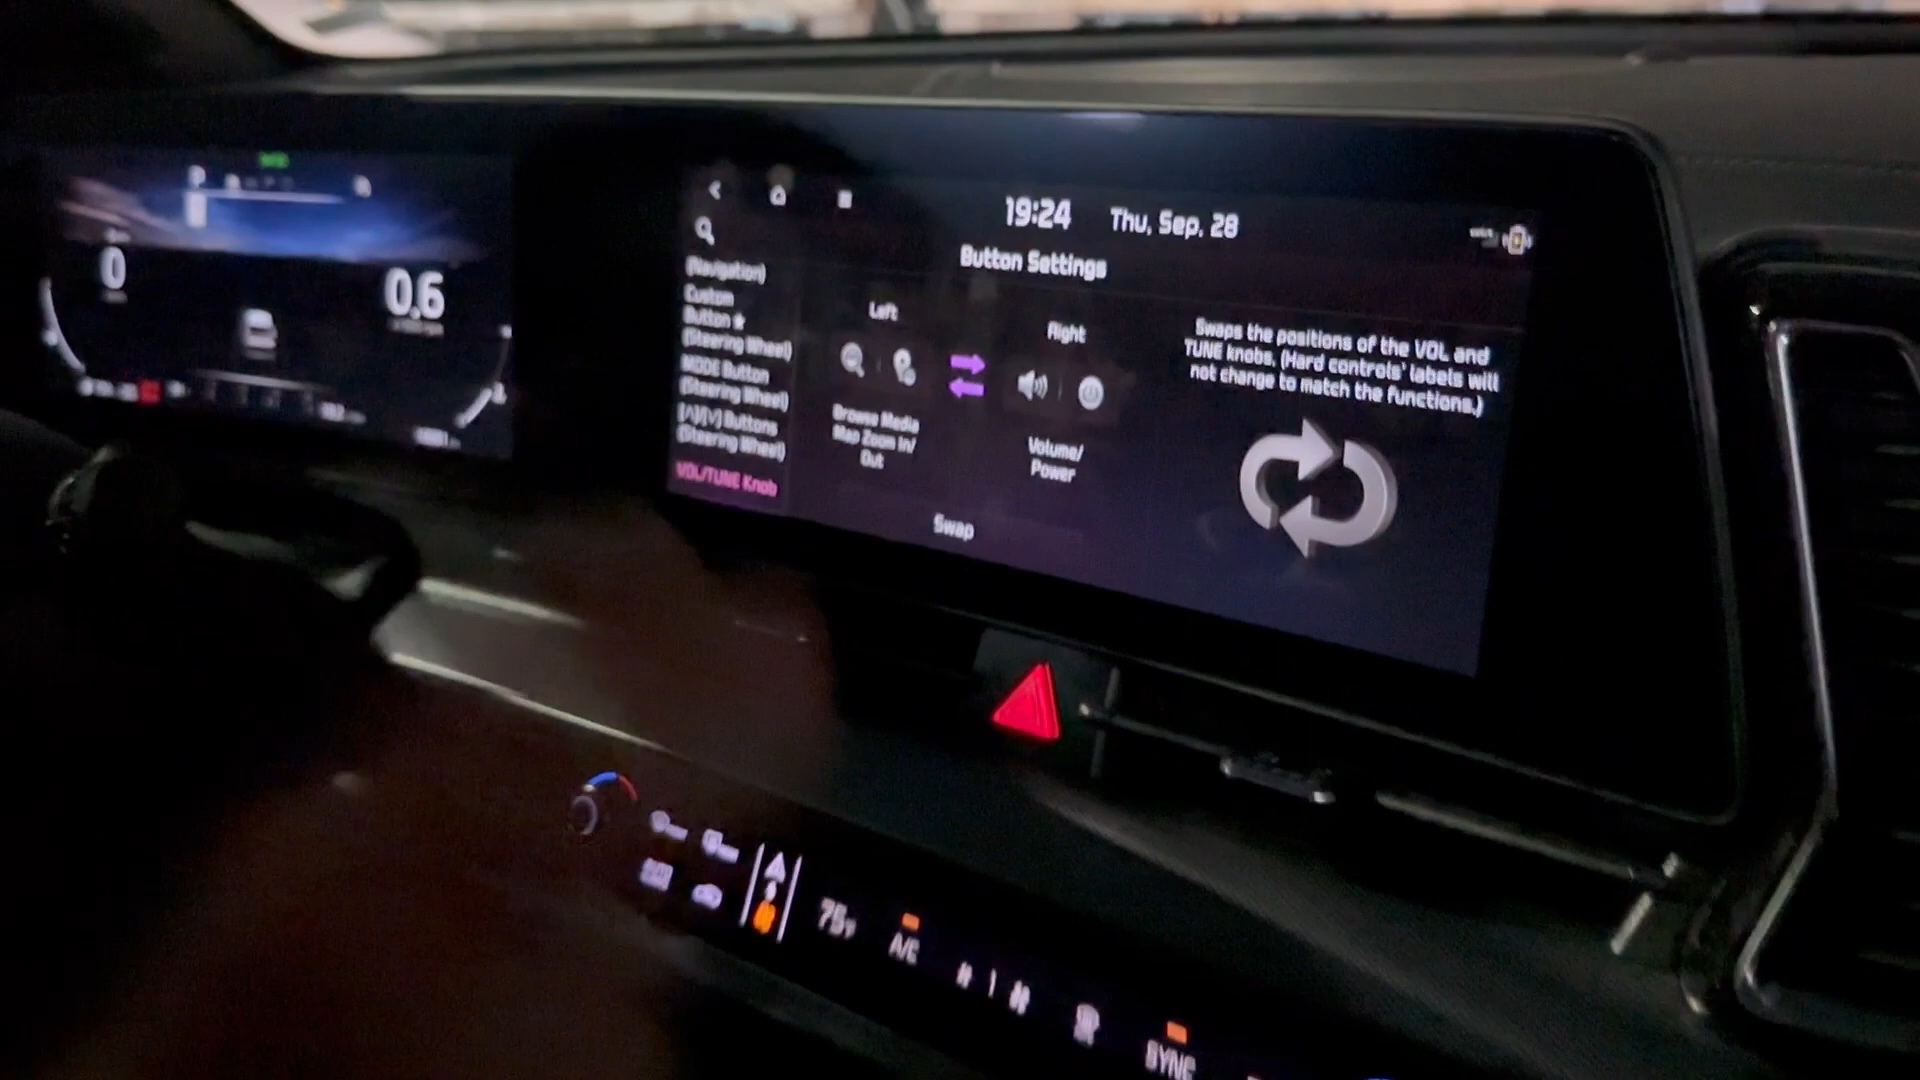 19:24 Thu, Sep. 28
Button Settings
(Navigation)
Custom
Button ★
(Steering Wheel)
MODE Button
(Steering Wheel)
[∧]/[∨] Buttons
(Steering Wheel)
VOL/TUNE Knob
Left
Browse Media
Map Zoom In/
Out
Right
Volume/
Power
Swap
Swaps the positions of the VOL and
TUNE knobs. (Hard controls' labels will
not change to match the functions.)
P
0
0.6
75°F
A/C
1
SYNC